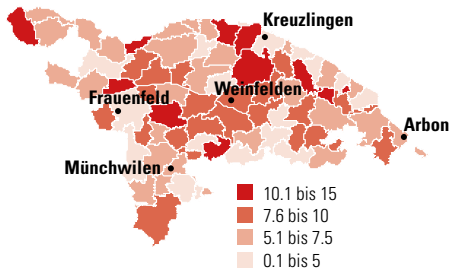 Kreuzlingen
Weinfelden
Frauenfeld
Arbon
Münchwilen
10.1 bis 15
7.6 bis 10
5.1 bis 7.5
0.1 bis 5